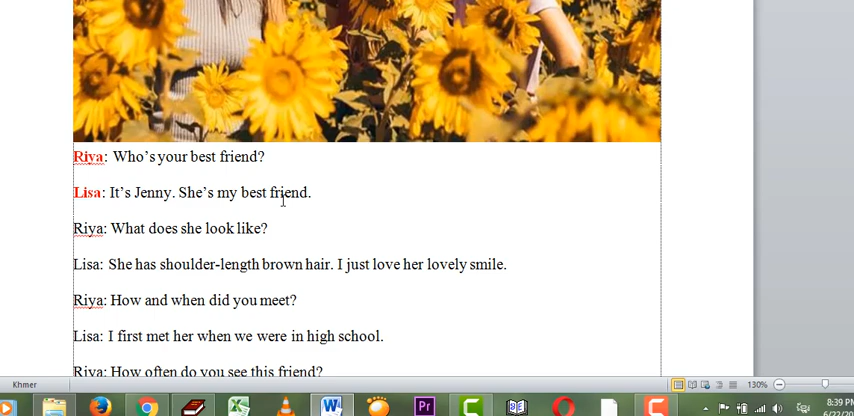 Riya: Who's your best friend?
Lisa: It's Jenny. She's my best friend.
Riya: What does she look like?
Lisa: She has shoulder-length brown hair. I just love her lovely smile.
Riya: How and when did you meet?
Lisa: I first met her when we were in high school.
Riya: How often do you see this friend?
Khmer
130%
8:39 PM
6/22/20